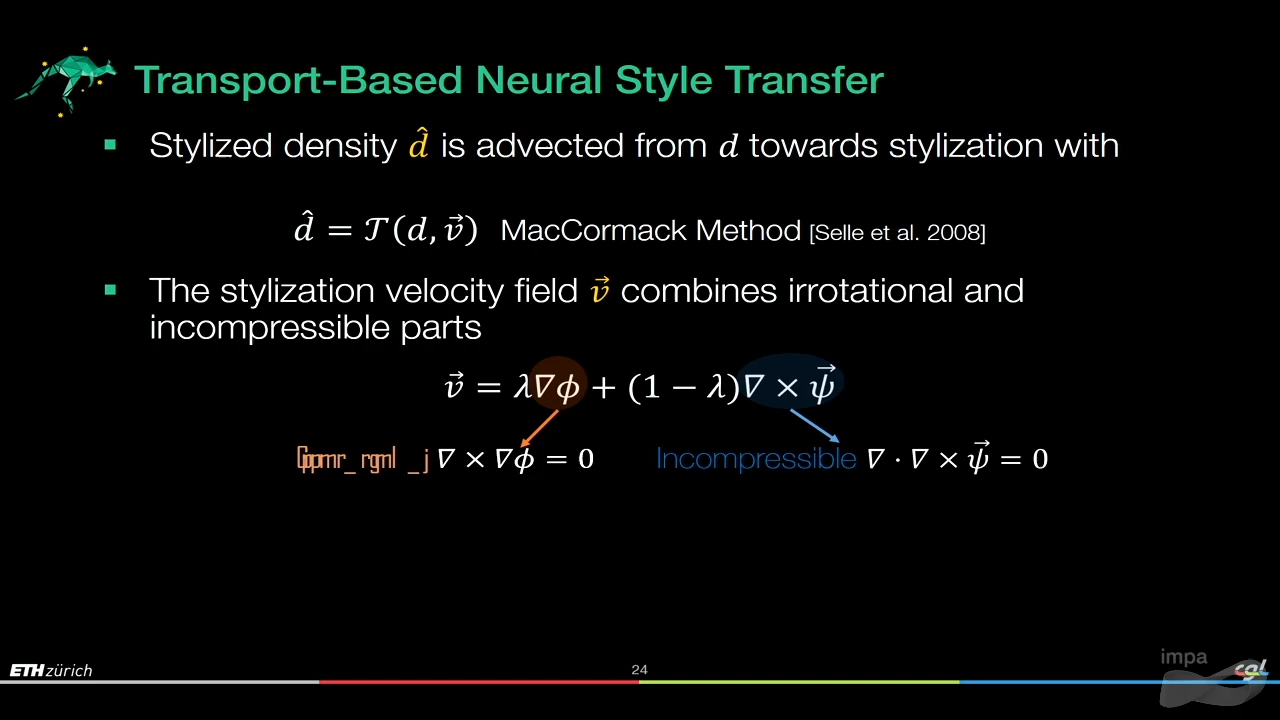 Transport-Based Neural Style Transfer
▪ Stylized density d̂ is advected from d towards stylization with
d̂ = 𝒯(d, v⃗) MacCormack Method [Selle et al. 2008]
▪ The stylization velocity field v⃗ combines irrotational and
incompressible parts
v⃗ = λ∇ϕ + (1 − λ)∇ × ψ⃗
∇ × ∇ϕ = 0 Incompressible ∇ · ∇ × ψ⃗ = 0
ETH zürich
24
impa
cgl